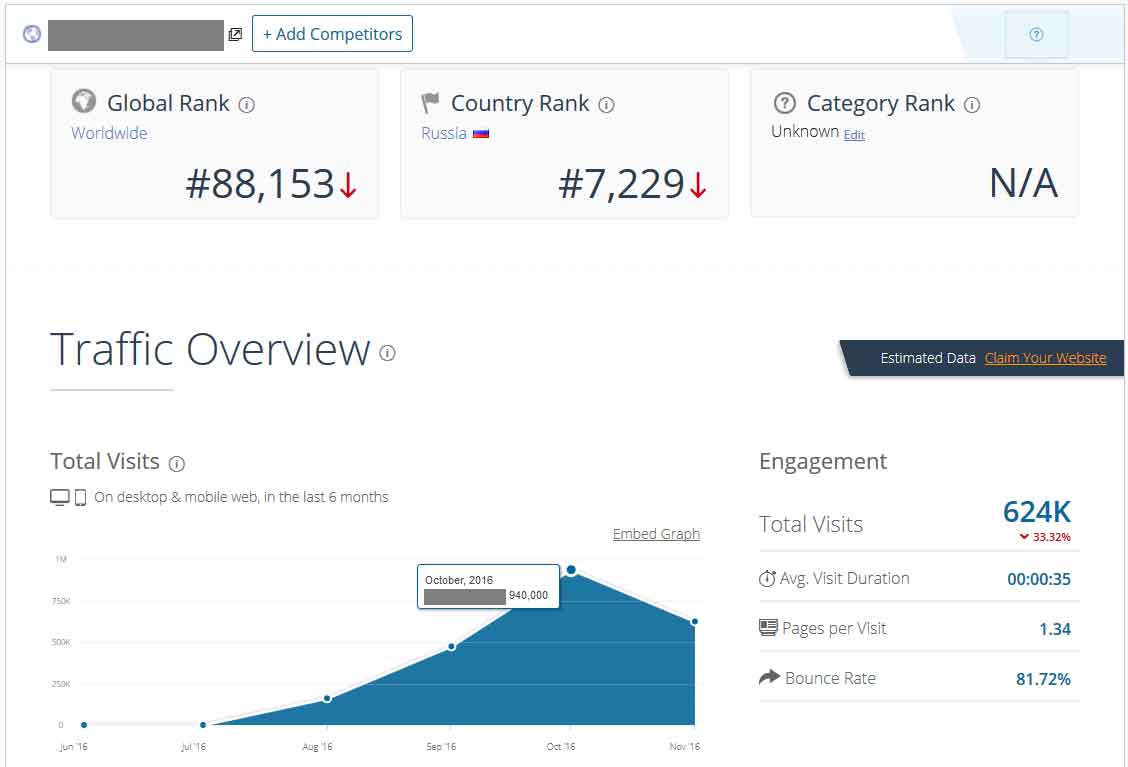 + Add Competitors
?
Global Rank i
Worldwide
#88,153
Country Rank i
Russia
#7,229
? Category Rank i
Unknown Edit
N/A
Traffic Overview i
Estimated Data Claim Your Website
Total Visits i
On desktop & mobile web, in the last 6 months
Embed Graph
1M
750K
500K
250K
0
October, 2016
940,000
Jun '16
Jul '16
Aug '16
Sep '16
Oct '16
Nov '16
Engagement
Total Visits
624K
33.32%
Avg. Visit Duration
00:00:35
Pages per Visit
1.34
Bounce Rate
81.72%